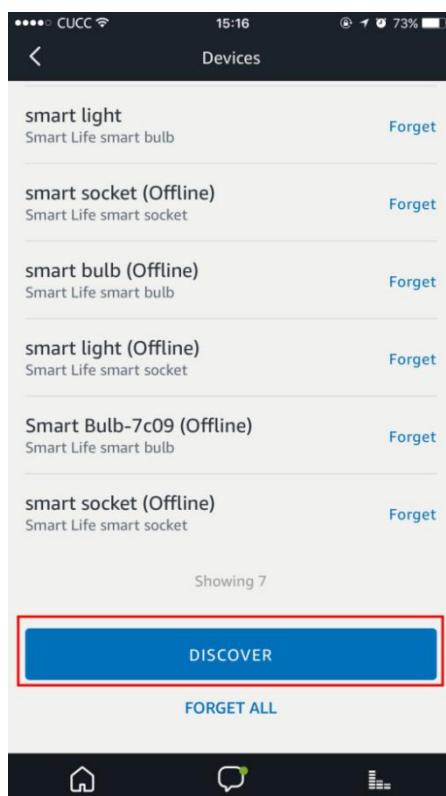 CUCC 15:16 73%
Devices
smart light
Smart Life smart bulb
Forget
smart socket (Offline)
Smart Life smart socket
Forget
smart bulb (Offline)
Smart Life smart bulb
Forget
smart light (Offline)
Smart Life smart socket
Forget
Smart Bulb-7c09 (Offline)
Smart Life smart bulb
Forget
smart socket (Offline)
Smart Life smart socket
Forget
Showing 7
DISCOVER
FORGET ALL